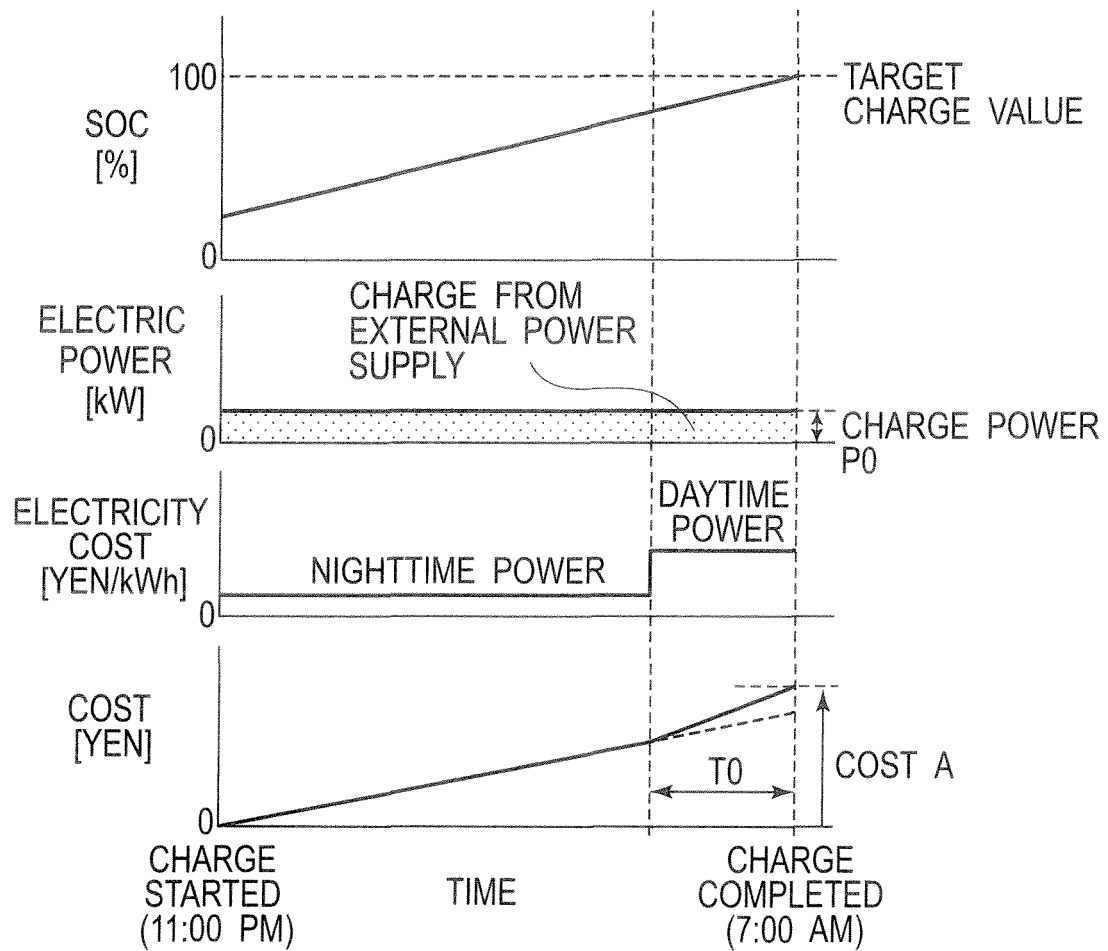 100
TARGET
CHARGE VALUE
SOC
[%]
0
ELECTRIC
POWER
[kW]
CHARGE FROM
EXTERNAL POWER
SUPPLY
0
CHARGE POWER
P0
ELECTRICITY
COST
[YEN/kWh]
DAYTIME
POWER
NIGHTTIME POWER
0
COST
[YEN]
T0
COST A
0
CHARGE
STARTED
(11:00 PM)
TIME
CHARGE
COMPLETED
(7:00 AM)